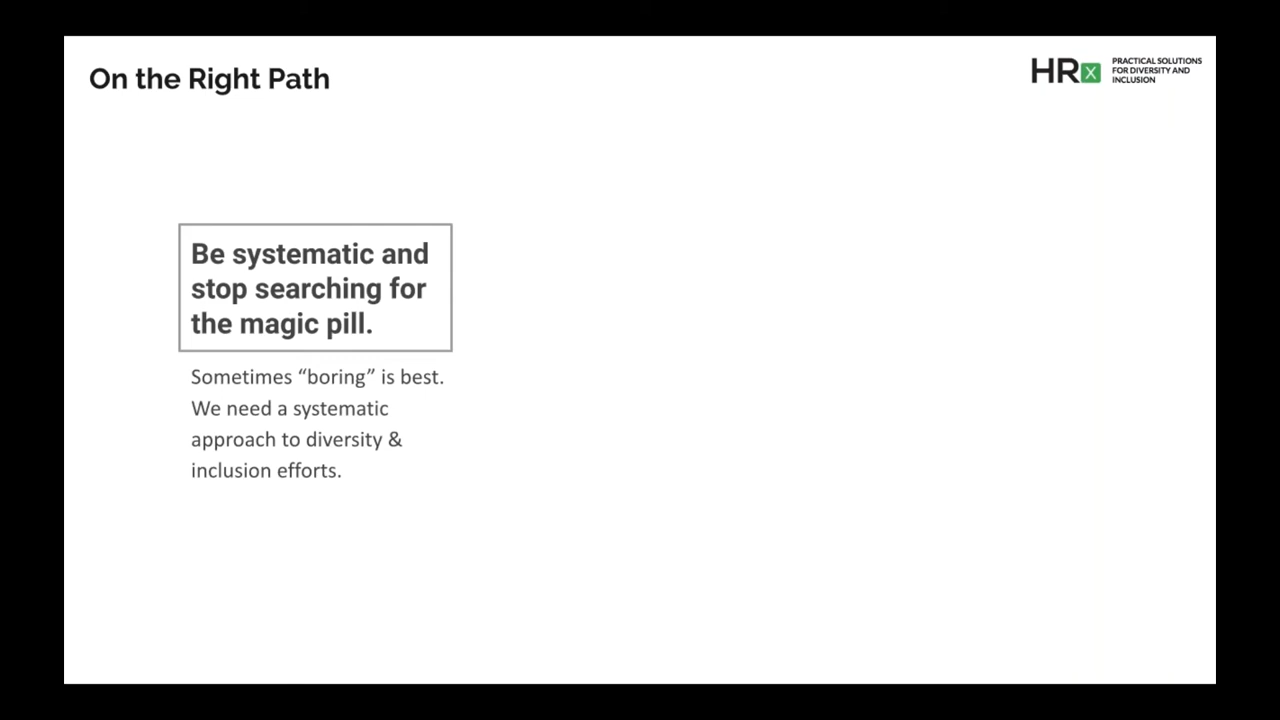 On the Right Path
HRx
PRACTICAL SOLUTIONS
FOR DIVERSITY AND
INCLUSION
Be systematic and
stop searching for
the magic pill.
Sometimes “boring” is best.
We need a systematic
approach to diversity &
inclusion efforts.